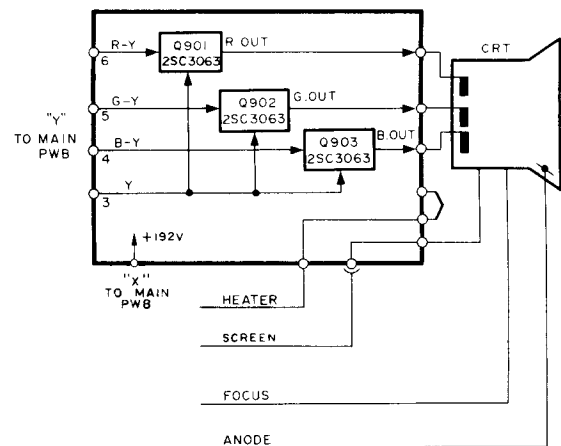 R-Y
6
Q901
2SC3063
R.OUT
CRT
G-Y
5
Q902
2SC3063
G.OUT
"Y"
TO MAIN
PWB
B-Y
4
Q903
2SC3063
B.OUT
Y
3
+192V
"X"
TO MAIN
PWB
HEATER
SCREEN
FOCUS
ANODE